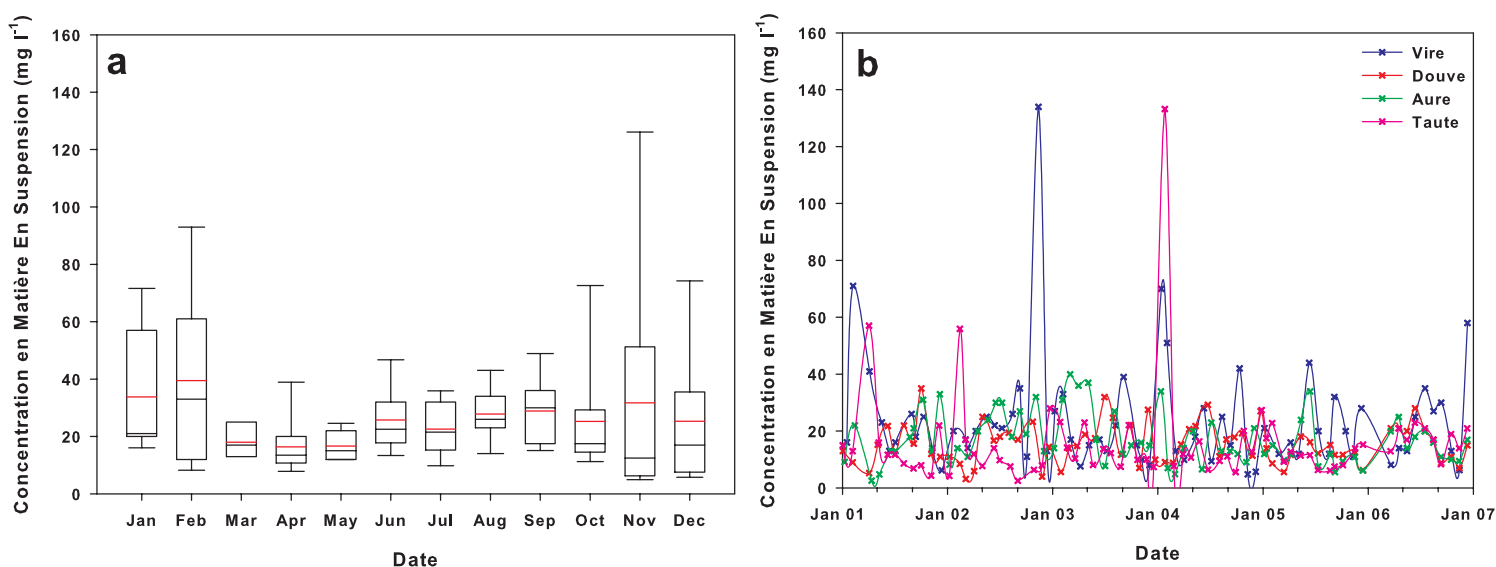 Concentration en Matière En Suspension (mg l⁻¹)
160
140
120
100
80
60
40
20
0
a
Jan Feb Mar Apr May Jun Jul Aug Sep Oct Nov Dec
Date
Concentration en Matière En Suspension (mg l⁻¹)
160
140
120
100
80
60
40
20
0
b
Vire
Douve
Aure
Taute
Jan 01 Jan 02 Jan 03 Jan 04 Jan 05 Jan 06 Jan 07
Date